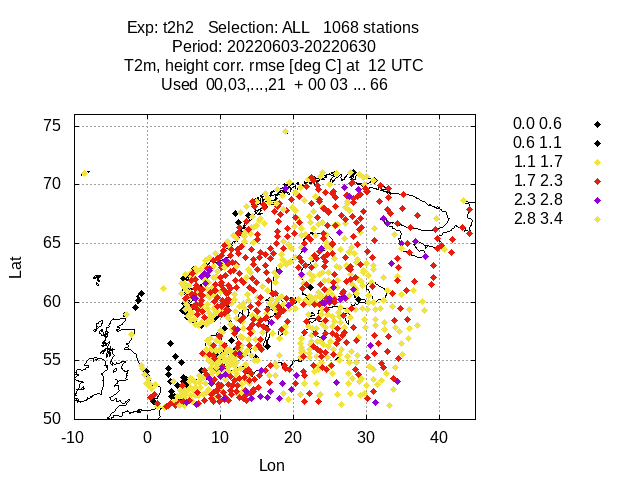 Exp: t2h2 Selection: ALL 1068 stations
Period: 20220603-20220630
T2m, height corr. rmse [deg C] at 12 UTC
Used 00,03,...,21 + 00 03 ... 66
0.0 0.6
0.6 1.1
1.1 1.7
1.7 2.3
2.3 2.8
2.8 3.4
75
70
65
60
55
50
Lat
-10 0 10 20 30 40
Lon